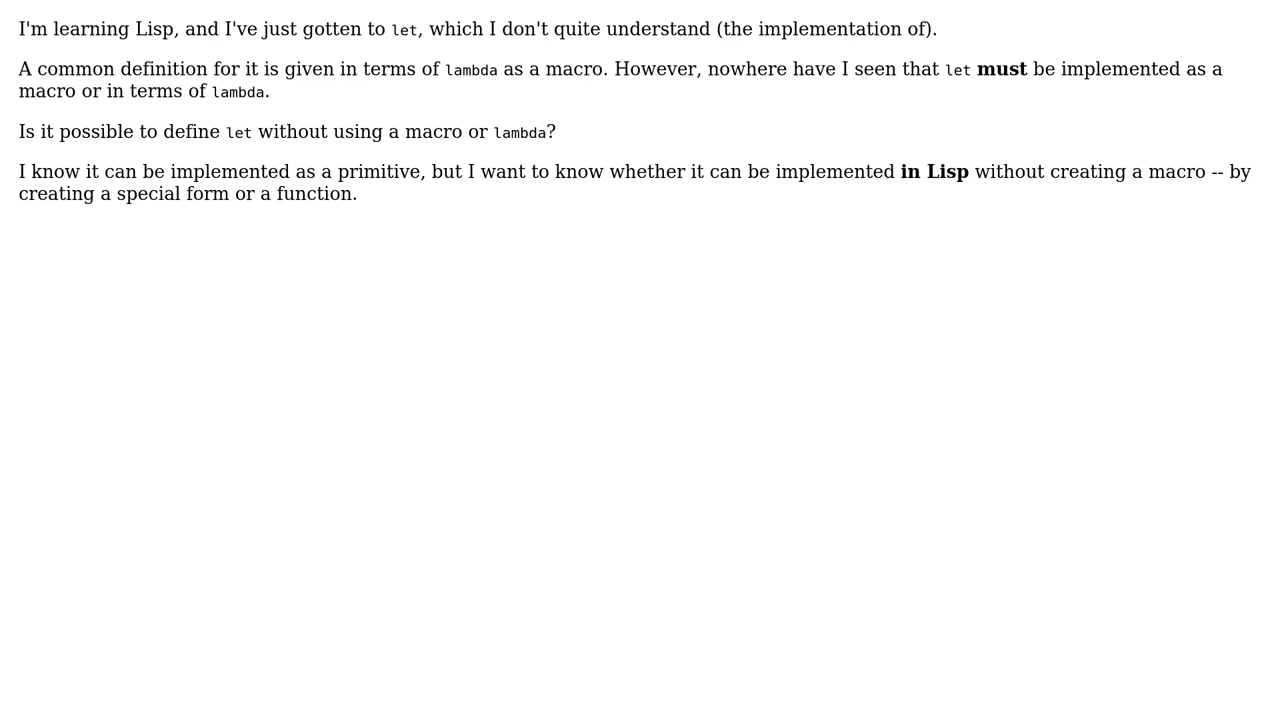 I'm learning Lisp, and I've just gotten to let, which I don't quite understand (the implementation of).
A common definition for it is given in terms of lambda as a macro. However, nowhere have I seen that let must be implemented as a
macro or in terms of lambda.
Is it possible to define let without using a macro or lambda?
I know it can be implemented as a primitive, but I want to know whether it can be implemented in Lisp without creating a macro -- by
creating a special form or a function.